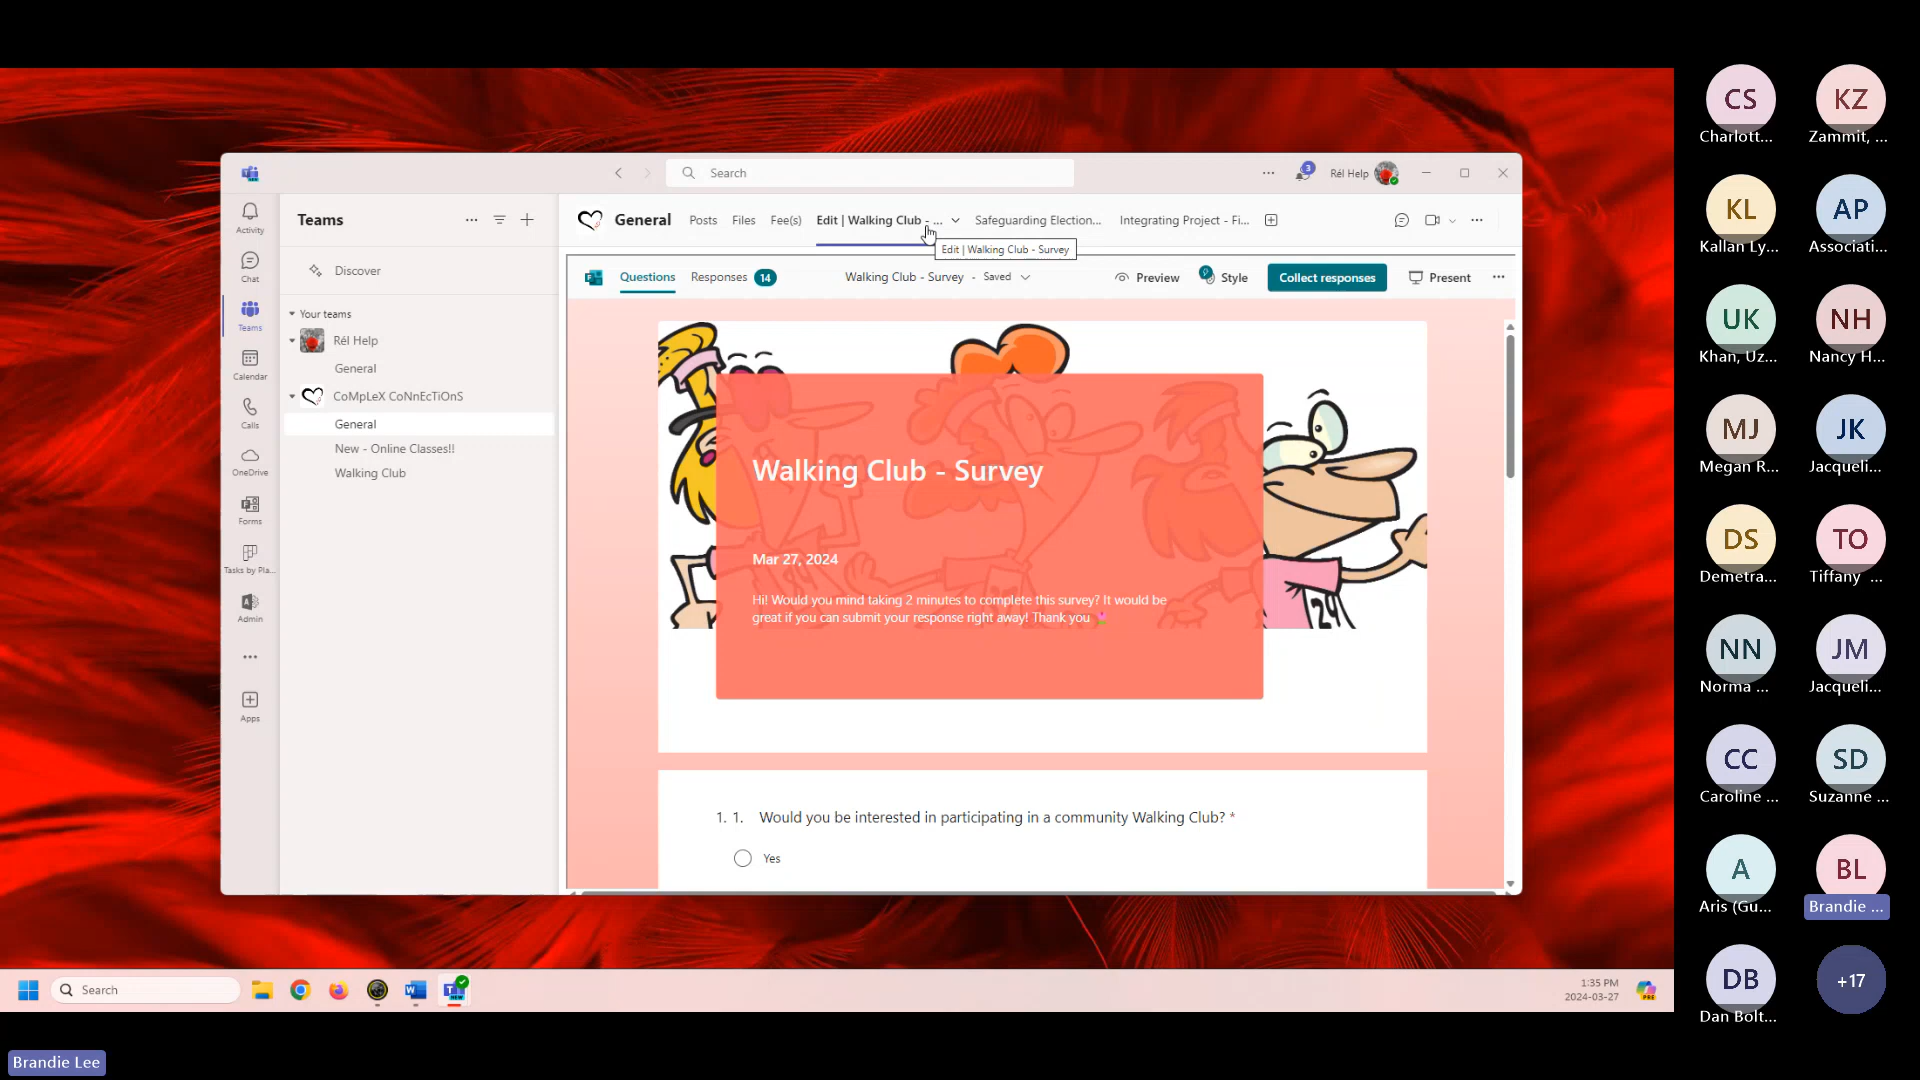 Search
3
Rél Help
Activity
Chat
Teams
Calendar
Calls
OneDrive
Forms
Tasks by Pla...
Admin
Apps
Teams
Discover
Your teams
Rél Help
General
CoMpLeX CoNnEcTiOnS
General
New - Online Classes!!
Walking Club
General
Posts
Files
Fee(s)
Edit | Walking Club - ...
Safeguarding Election...
Integrating Project - Fi...
Edit | Walking Club - Survey
Questions
Responses 14
Walking Club - Survey - Saved
Preview
Style
Collect responses
Present
Walking Club - Survey
Mar 27, 2024
Hi! Would you mind taking 2 minutes to complete this survey? It would be
great if you can submit your response right away! Thank you
24
1. 1. Would you be interested in participating in a community Walking Club? *
Yes
Search
1:35 PM
2024-03-27
PRE
NEW
Brandie Lee
CS
Charlott...
KZ
Zammit, ...
KL
Kallan Ly...
AP
Associati...
UK
Khan, Uz...
NH
Nancy H...
MJ
Megan R...
JK
Jacqueli...
DS
Demetra...
TO
Tiffany ...
NN
Norma ...
JM
Jacqueli...
CC
Caroline ...
SD
Suzanne ...
A
Aris (Gu...
BL
Brandie ...
DB
Dan Bolt...
+17